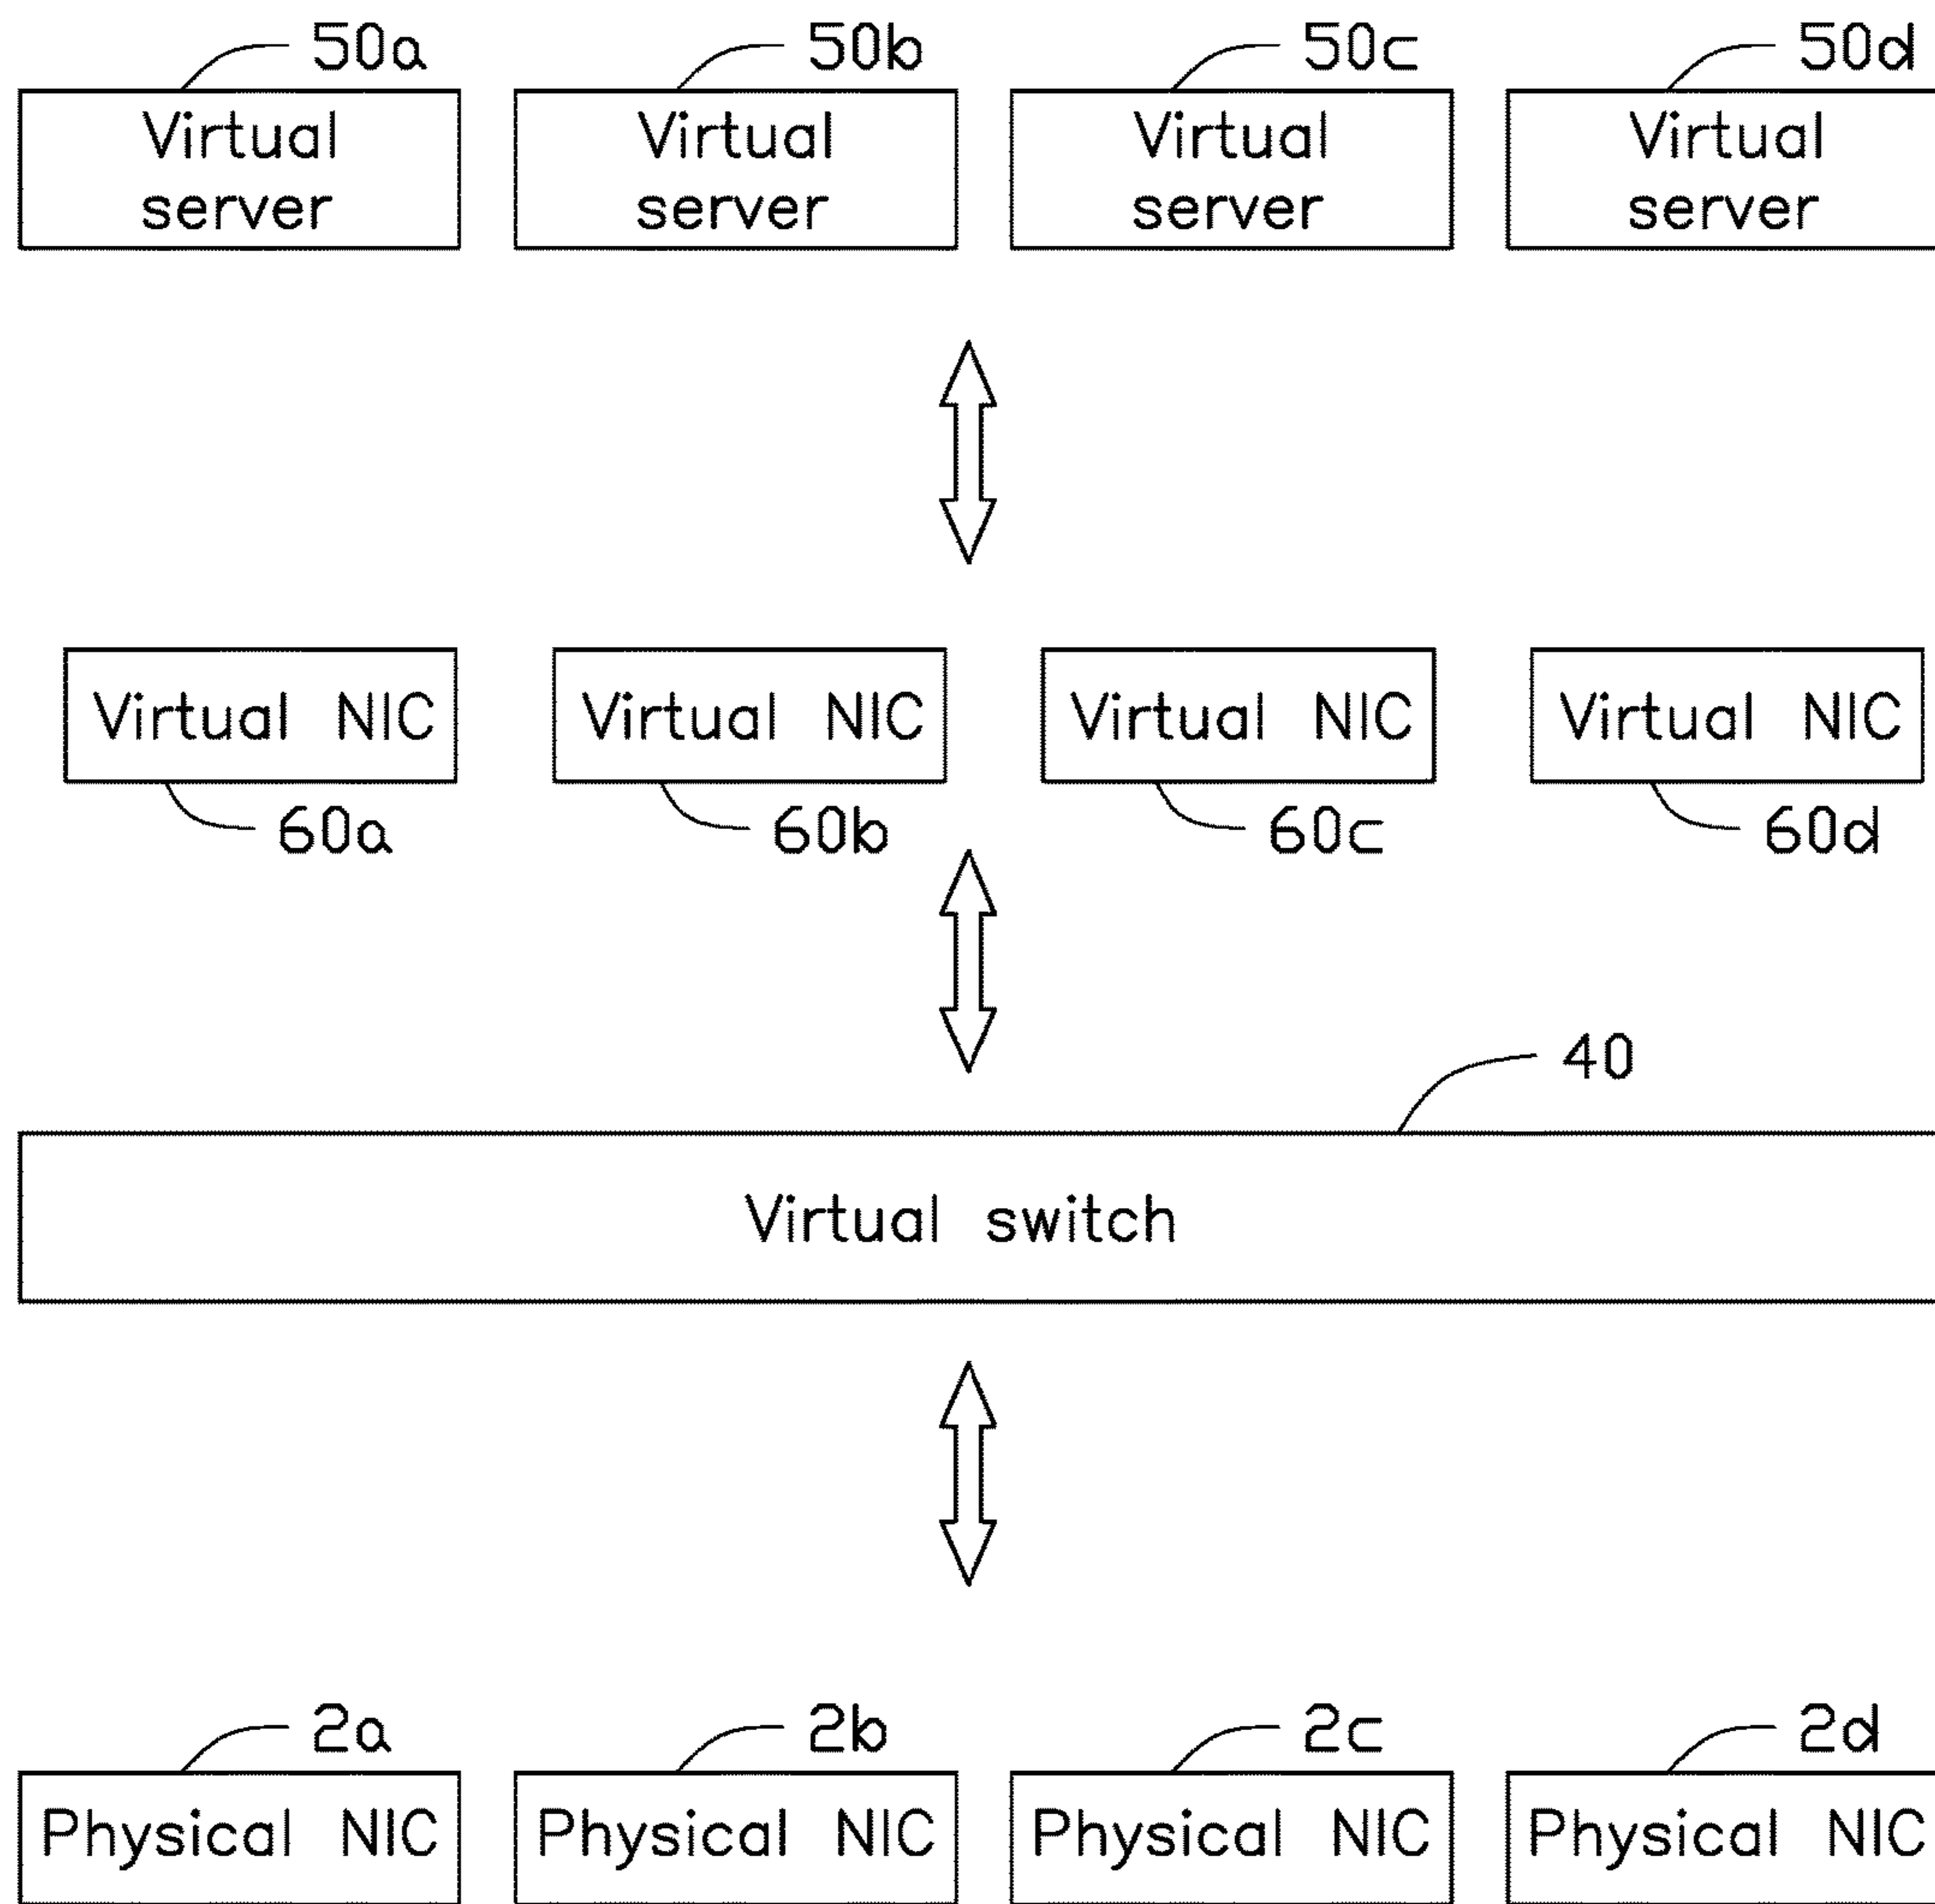 50a 50b 50c 50d
Virtual server Virtual server Virtual server Virtual server
Virtual NIC Virtual NIC Virtual NIC Virtual NIC
60a 60b 60c 60d
40
Virtual switch
2a 2b 2c 2d
Physical NIC Physical NIC Physical NIC Physical NIC